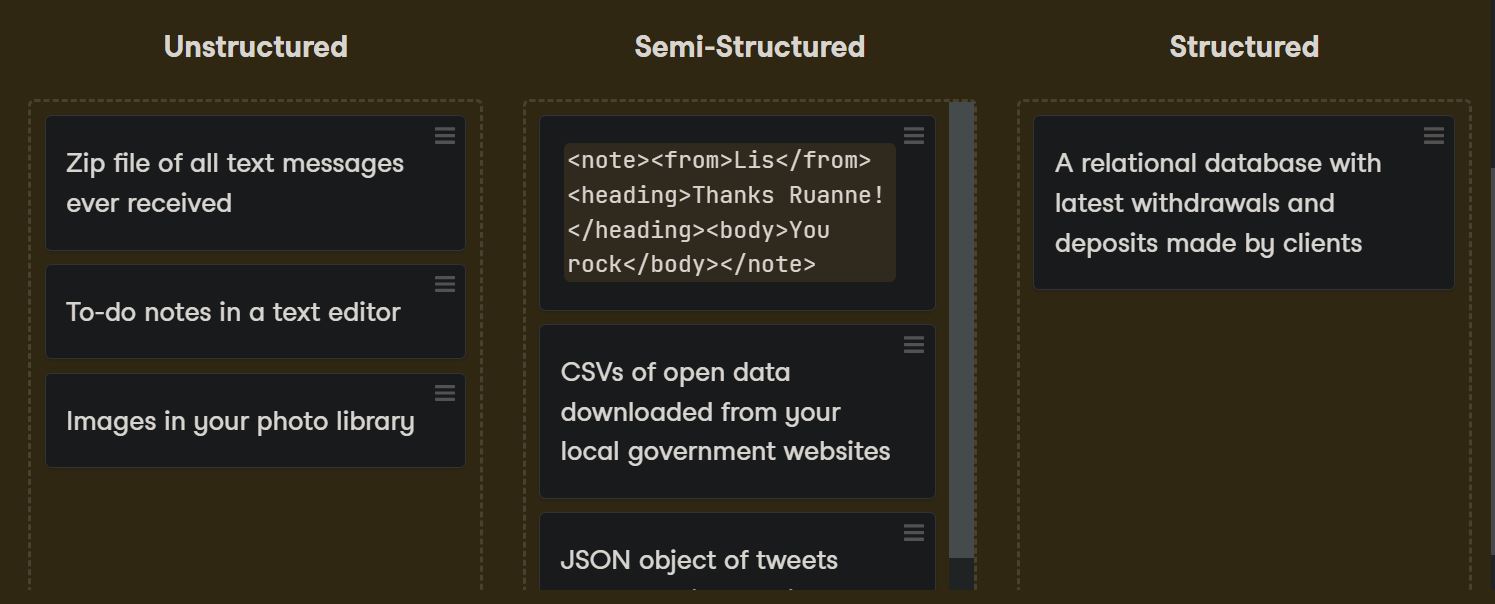 Unstructured
Zip file of all text messages
ever received
To-do notes in a text editor
Images in your photo library
Semi-Structured
<note><from>Lis</from>
<heading>Thanks Ruanne!
</heading><body>You
rock</body></note>
CSVs of open data
downloaded from your
local government websites
JSON object of tweets
Structured
A relational database with
latest withdrawals and
deposits made by clients